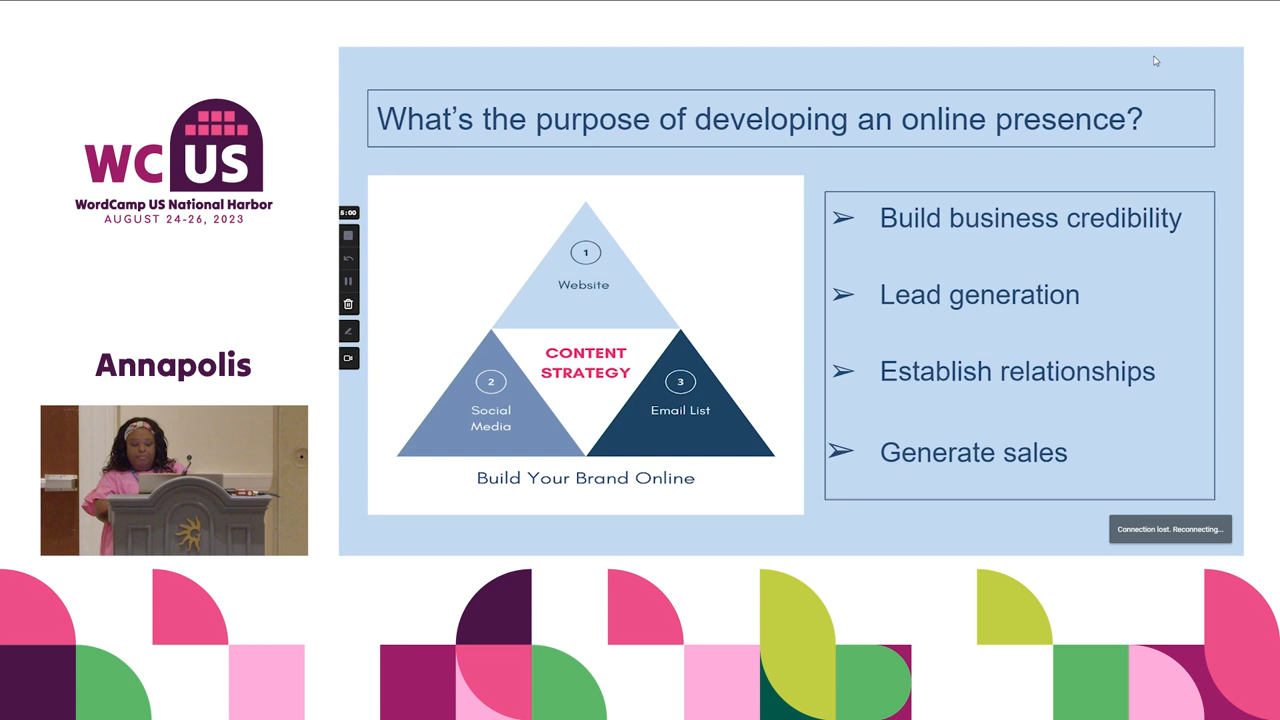 WC US
WordCamp US National Harbor
AUGUST 24-26, 2023
Annapolis
What's the purpose of developing an online presence?
5:00
1
Website
CONTENT
STRATEGY
2
Social
Media
3
Email List
Build Your Brand Online
➢ Build business credibility
➢ Lead generation
➢ Establish relationships
➢ Generate sales
Connection lost. Reconnecting...